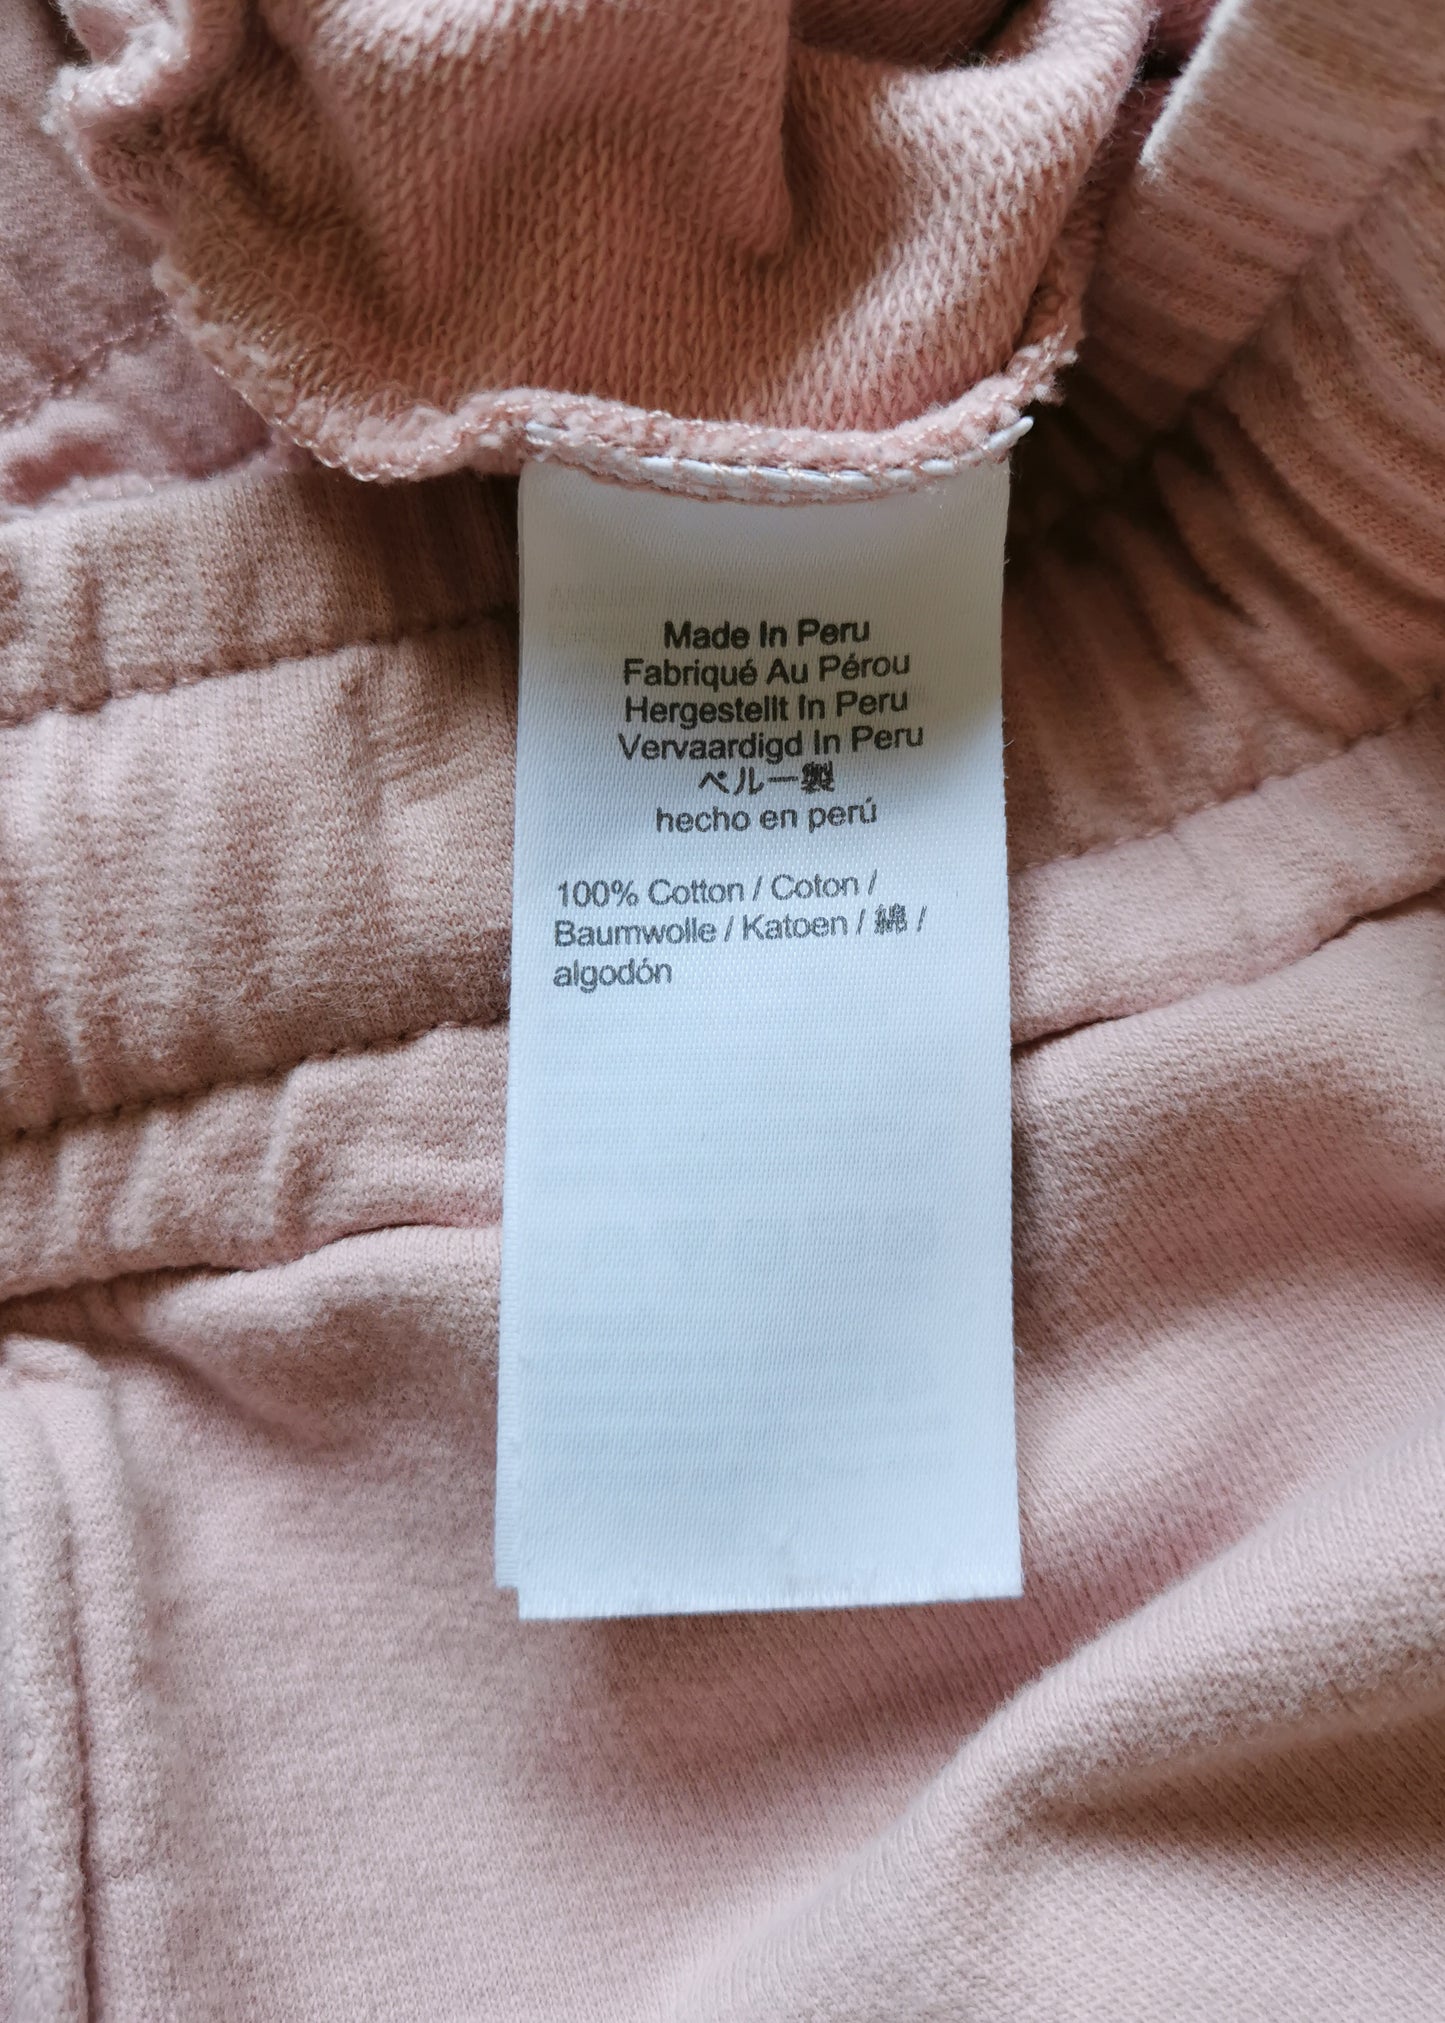 Made In Peru
Fabriqué Au Pérou
Hergestellt In Peru
Vervaardigd In Peru
ペルー製
hecho en perú
100% Cotton / Coton /
Baumwolle / Katoen / 綿 /
algodón